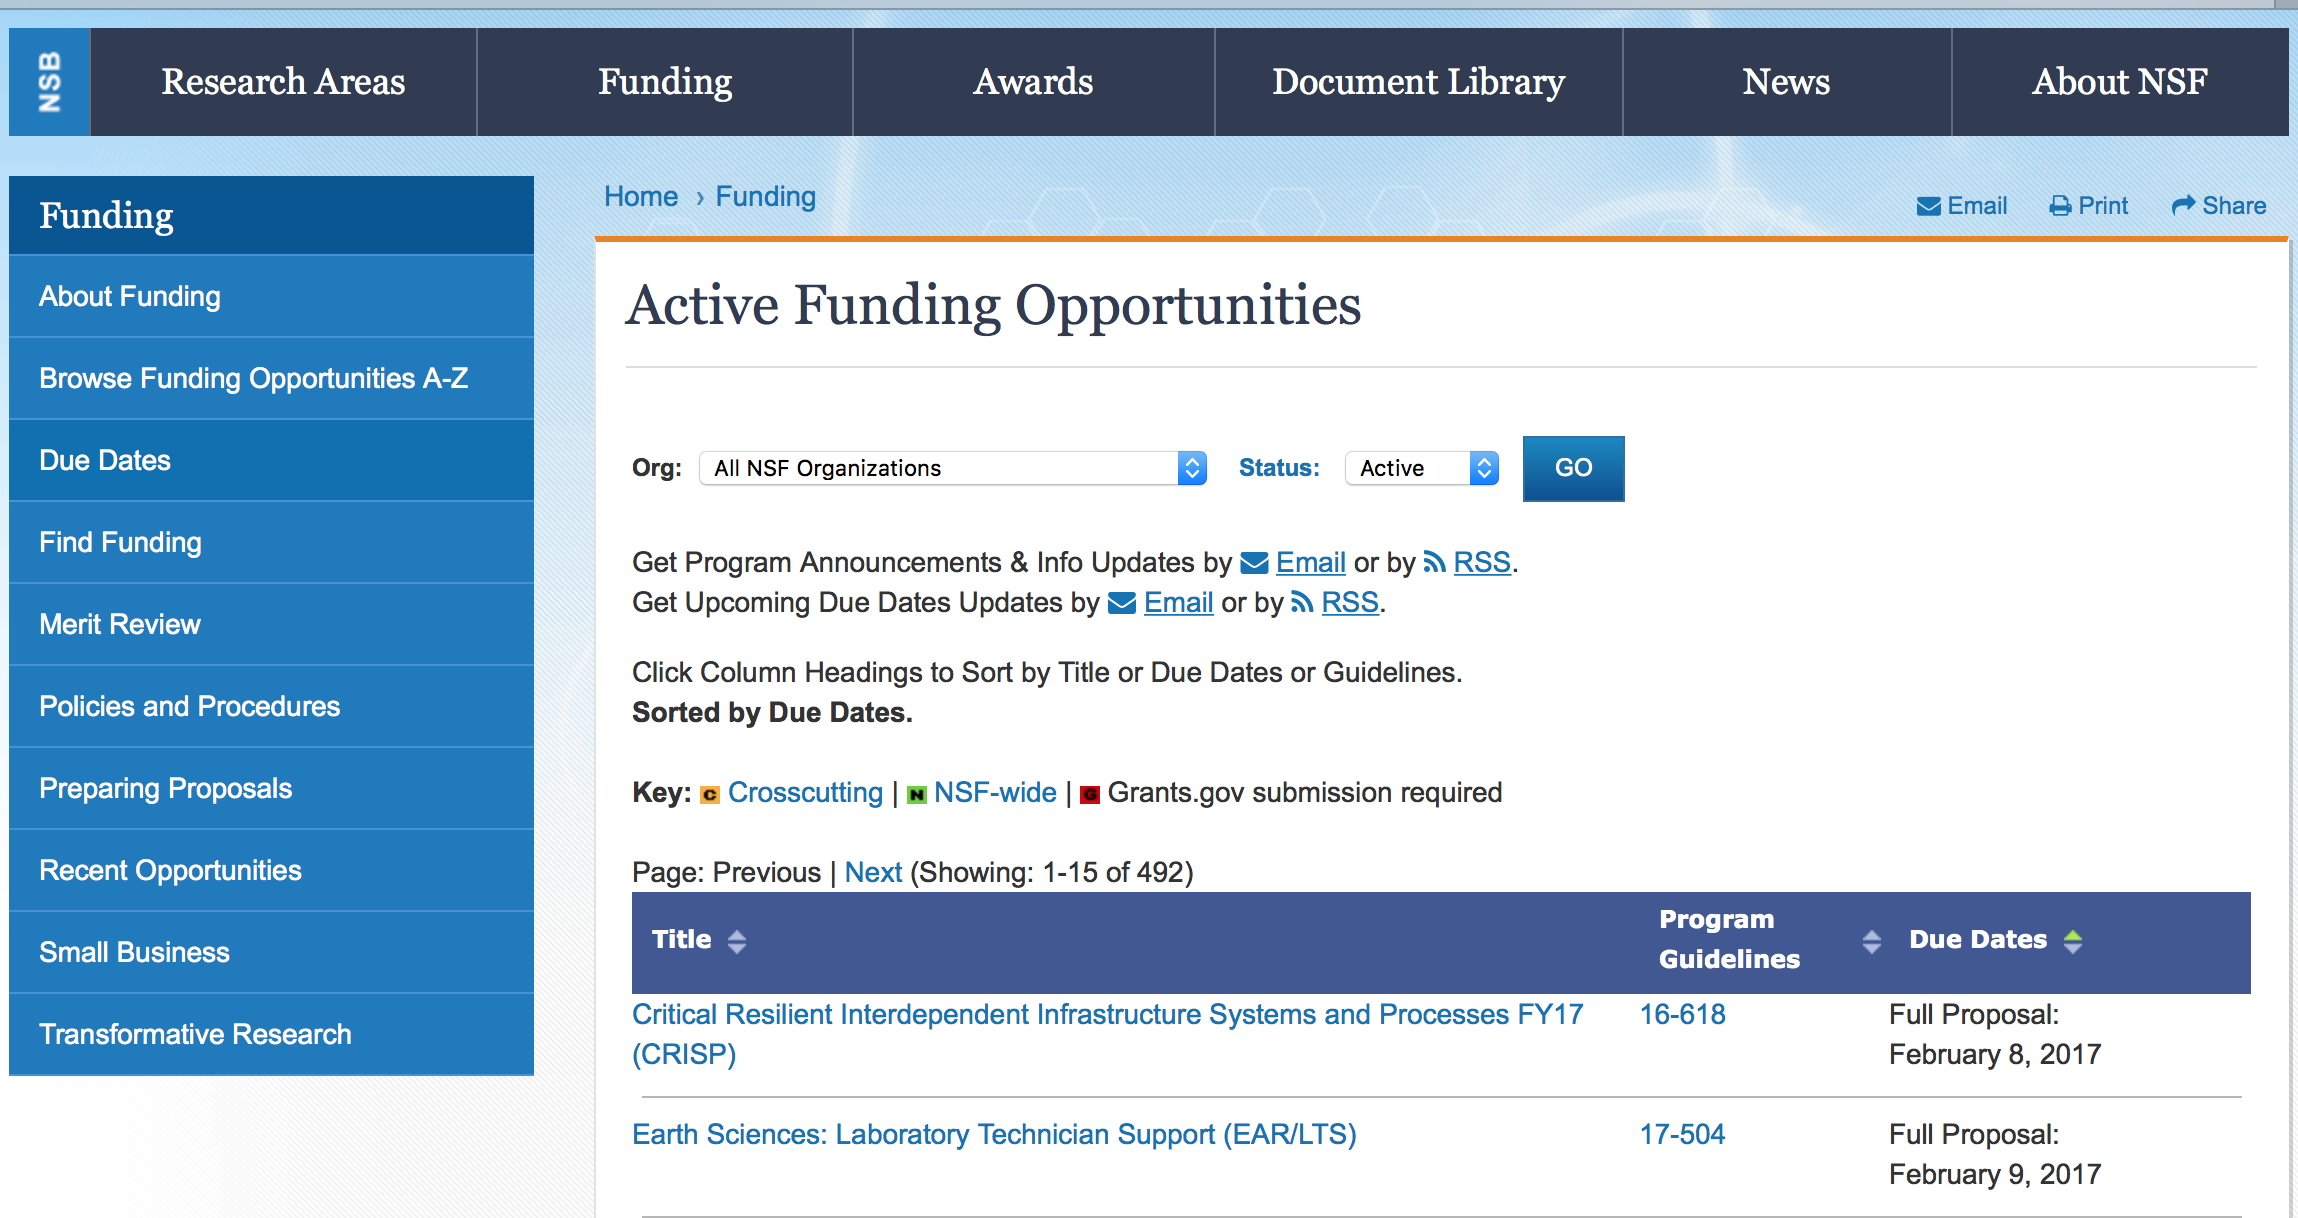 NSB
Research Areas
Funding
Awards
Document Library
News
About NSF
Funding
About Funding
Browse Funding Opportunities A-Z
Due Dates
Find Funding
Merit Review
Policies and Procedures
Preparing Proposals
Recent Opportunities
Small Business
Transformative Research
Home › Funding
Email Print Share
Active Funding Opportunities
Org: All NSF Organizations Status: Active GO
Get Program Announcements & Info Updates by Email or by RSS.
Get Upcoming Due Dates Updates by Email or by RSS.
Click Column Headings to Sort by Title or Due Dates or Guidelines.
Sorted by Due Dates.
Key: C Crosscutting | N NSF-wide | G Grants.gov submission required
Page: Previous | Next (Showing: 1-15 of 492)
Title
Program
Guidelines
Due Dates
Critical Resilient Interdependent Infrastructure Systems and Processes FY17
(CRISP)
16-618
Full Proposal:
February 8, 2017
Earth Sciences: Laboratory Technician Support (EAR/LTS)
17-504
Full Proposal:
February 9, 2017